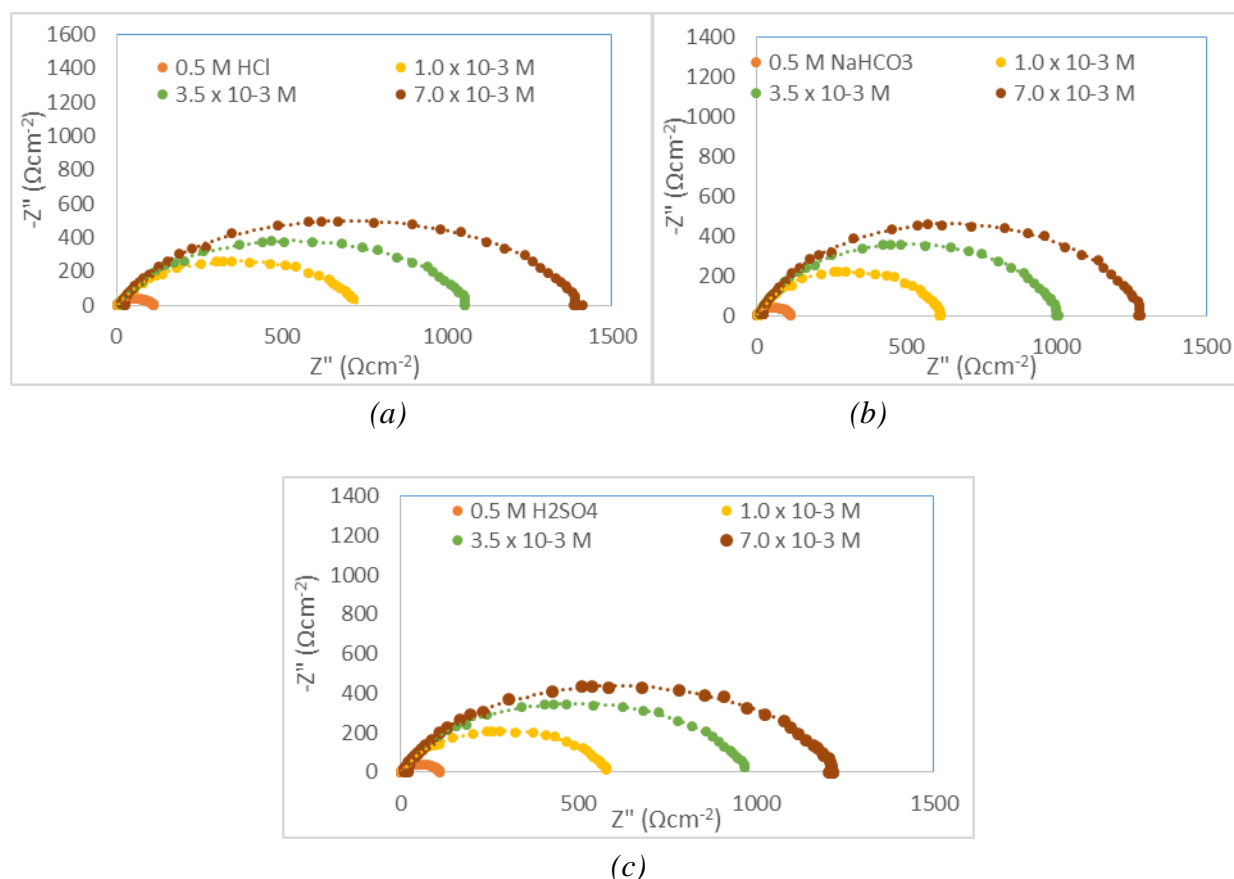 1600
1400
1200
1000
800
600
400
200
0
0.5 M HCl
1.0 x 10-3 M
3.5 x 10-3 M
7.0 x 10-3 M
-Z" (Ωcm-2)
0 500 1000 1500
Z" (Ωcm-2)
(a)
1400
1200
1000
800
600
400
200
0
0.5 M NaHCO3
1.0 x 10-3 M
3.5 x 10-3 M
7.0 x 10-3 M
-Z" (Ωcm-2)
0 500 1000 1500
Z" (Ωcm-2)
(b)
1400
1200
1000
800
600
400
200
0
0.5 M H2SO4
1.0 x 10-3 M
3.5 x 10-3 M
7.0 x 10-3 M
-Z" (Ωcm-2)
0 500 1000 1500
Z" (Ωcm-2)
(c)